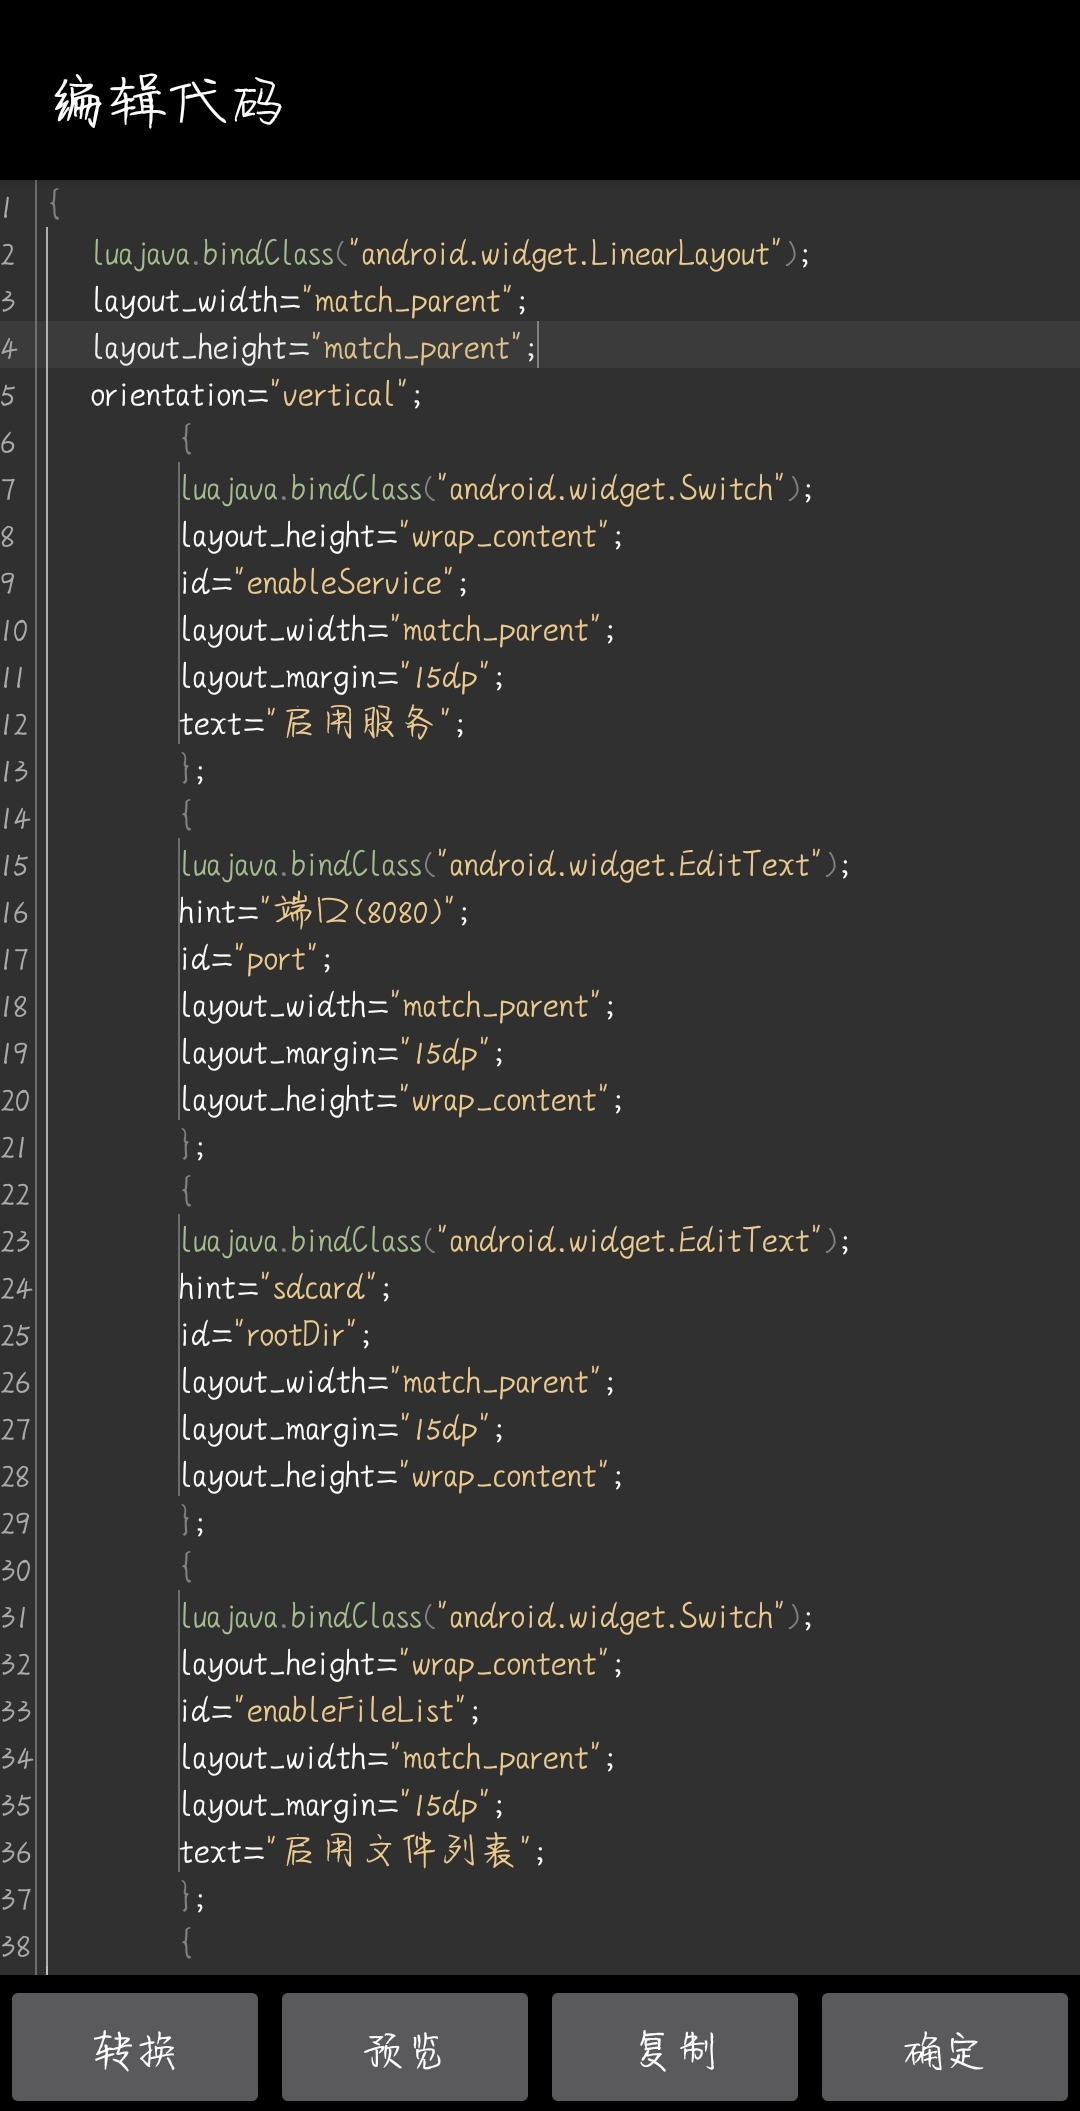 编辑代码
1 {
2 luajava.bindClass("android.widget.LinearLayout");
3 layout_width="match_parent";
4 layout_height="match_parent";
5 orientation="vertical";
6 {
7 luajava.bindClass("android.widget.Switch");
8 layout_height="wrap_content";
9 id="enableService";
10 layout_width="match_parent";
11 layout_margin="15dp";
12 text="启用服务";
13 };
14 {
15 luajava.bindClass("android.widget.EditText");
16 hint="端口(8080)";
17 id="port";
18 layout_width="match_parent";
19 layout_margin="15dp";
20 layout_height="wrap_content";
21 };
22 {
23 luajava.bindClass("android.widget.EditText");
24 hint="sdcard";
25 id="rootDir";
26 layout_width="match_parent";
27 layout_margin="15dp";
28 layout_height="wrap_content";
29 };
30 {
31 luajava.bindClass("android.widget.Switch");
32 layout_height="wrap_content";
33 id="enableFileList";
34 layout_width="match_parent";
35 layout_margin="15dp";
36 text="启用文件列表";
37 };
38 {
转换 预览 复制 确定